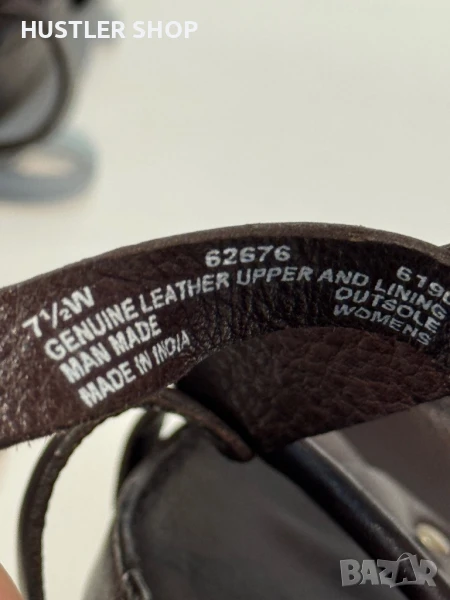 HUSTLER SHOP
7½W 62676
GENUINE LEATHER UPPER AND LINING
MAN MADE OUTSOLE
MADE IN INDIA WOMENS
BAZAR